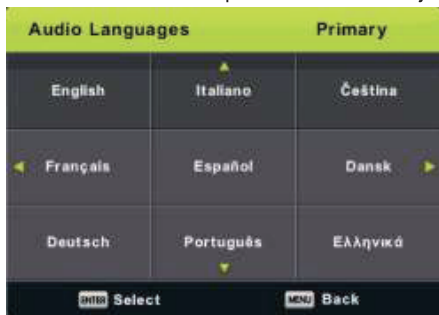 Audio Languages Primary
English Italiano Čeština
Français Español Dansk
Deutsch Português Ελληνικά
ENTER Select MENU Back